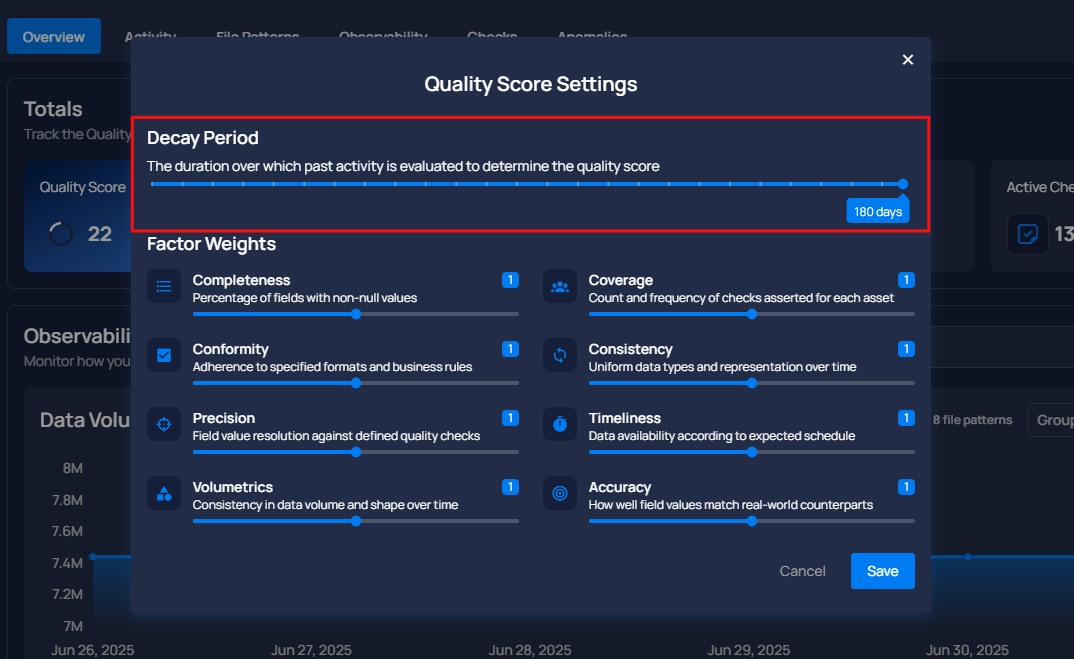 Overview Activity File Patterns Observability Checks Anomalies
Quality Score Settings
Totals
Track the Quality
Quality Score
22
Active Che
13
Decay Period
The duration over which past activity is evaluated to determine the quality score
180 days
Factor Weights
Completeness 1
Percentage of fields with non-null values
Coverage 1
Count and frequency of checks asserted for each asset
Conformity 1
Adherence to specified formats and business rules
Consistency 1
Uniform data types and representation over time
Precision 1
Field value resolution against defined quality checks
Timeliness 1
Data availability according to expected schedule
Volumetrics 1
Consistency in data volume and shape over time
Accuracy 1
How well field values match real-world counterparts
Cancel Save
Observabili
Monitor how you
Data Volu
8 file patterns Group
8M
7.8M
7.6M
7.4M
7.2M
7M
Jun 26, 2025 Jun 27, 2025 Jun 28, 2025 Jun 29, 2025 Jun 30, 2025